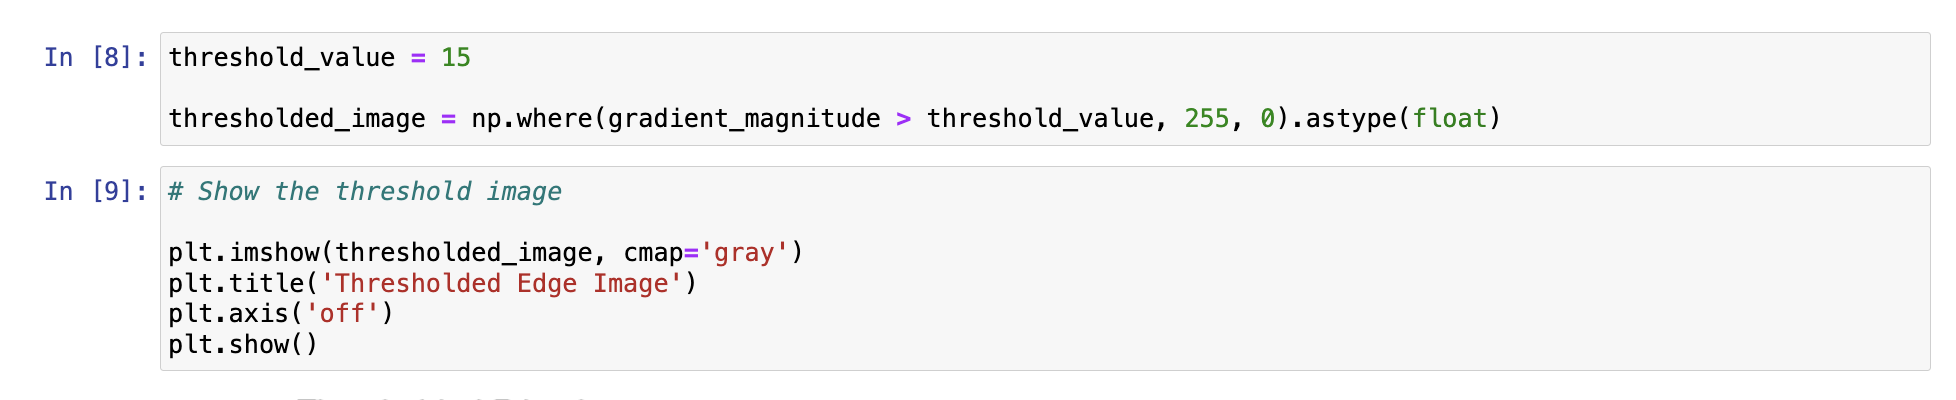 In [8]: threshold_value = 15
thresholded_image = np.where(gradient_magnitude > threshold_value, 255, 0).astype(float)
In [9]: # Show the threshold image
plt.imshow(thresholded_image, cmap='gray')
plt.title('Thresholded Edge Image')
plt.axis('off')
plt.show()